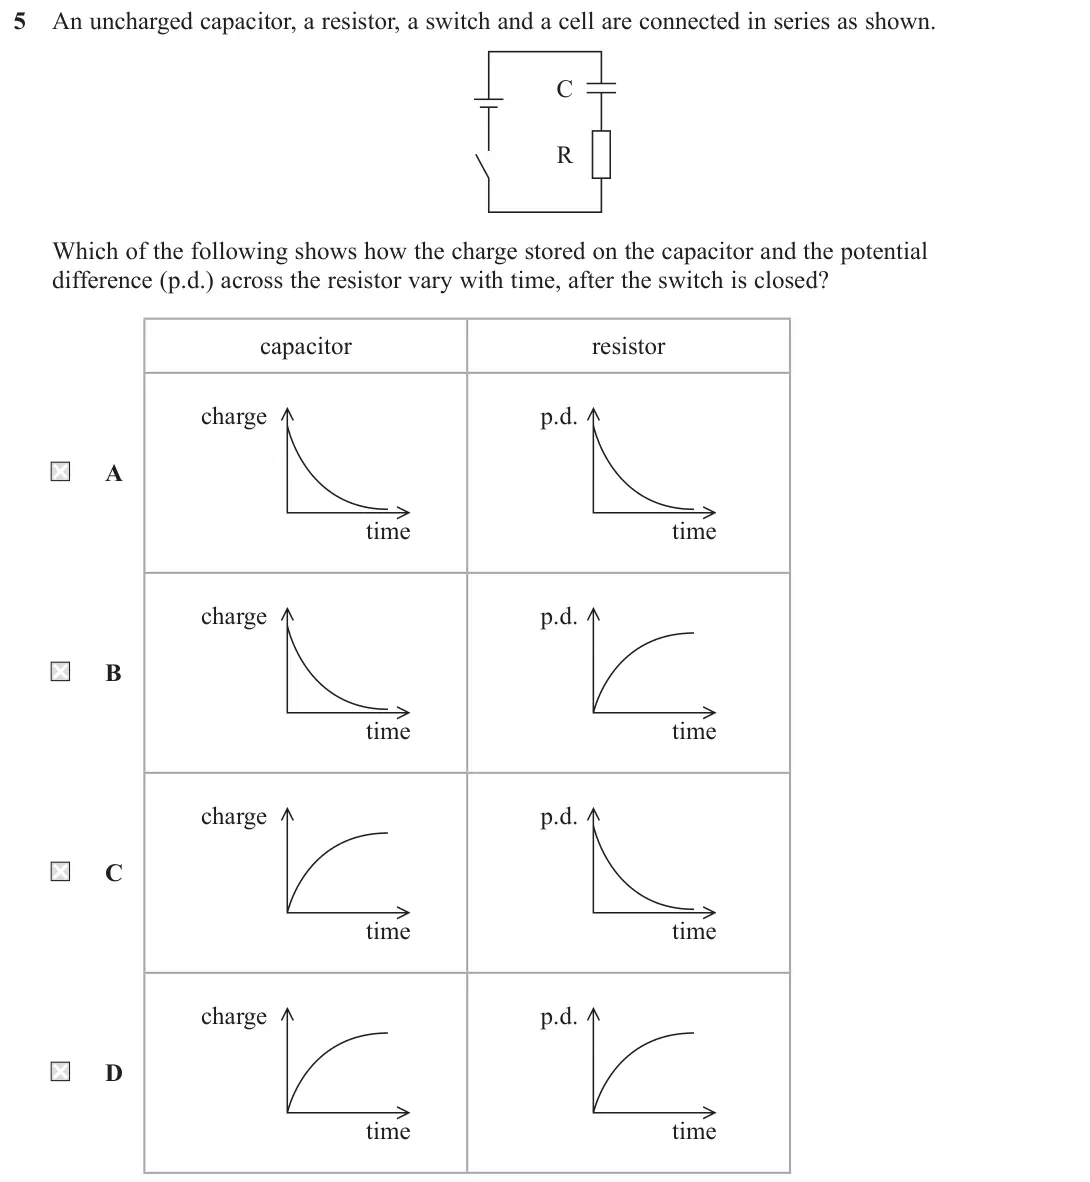 5 An uncharged capacitor, a resistor, a switch and a cell are connected in series as shown.
C
R
Which of the following shows how the charge stored on the capacitor and the potential
difference (p.d.) across the resistor vary with time, after the switch is closed?
capacitor resistor
charge p.d.
A
time time
charge p.d.
B
time time
charge p.d.
C
time time
charge p.d.
D
time time